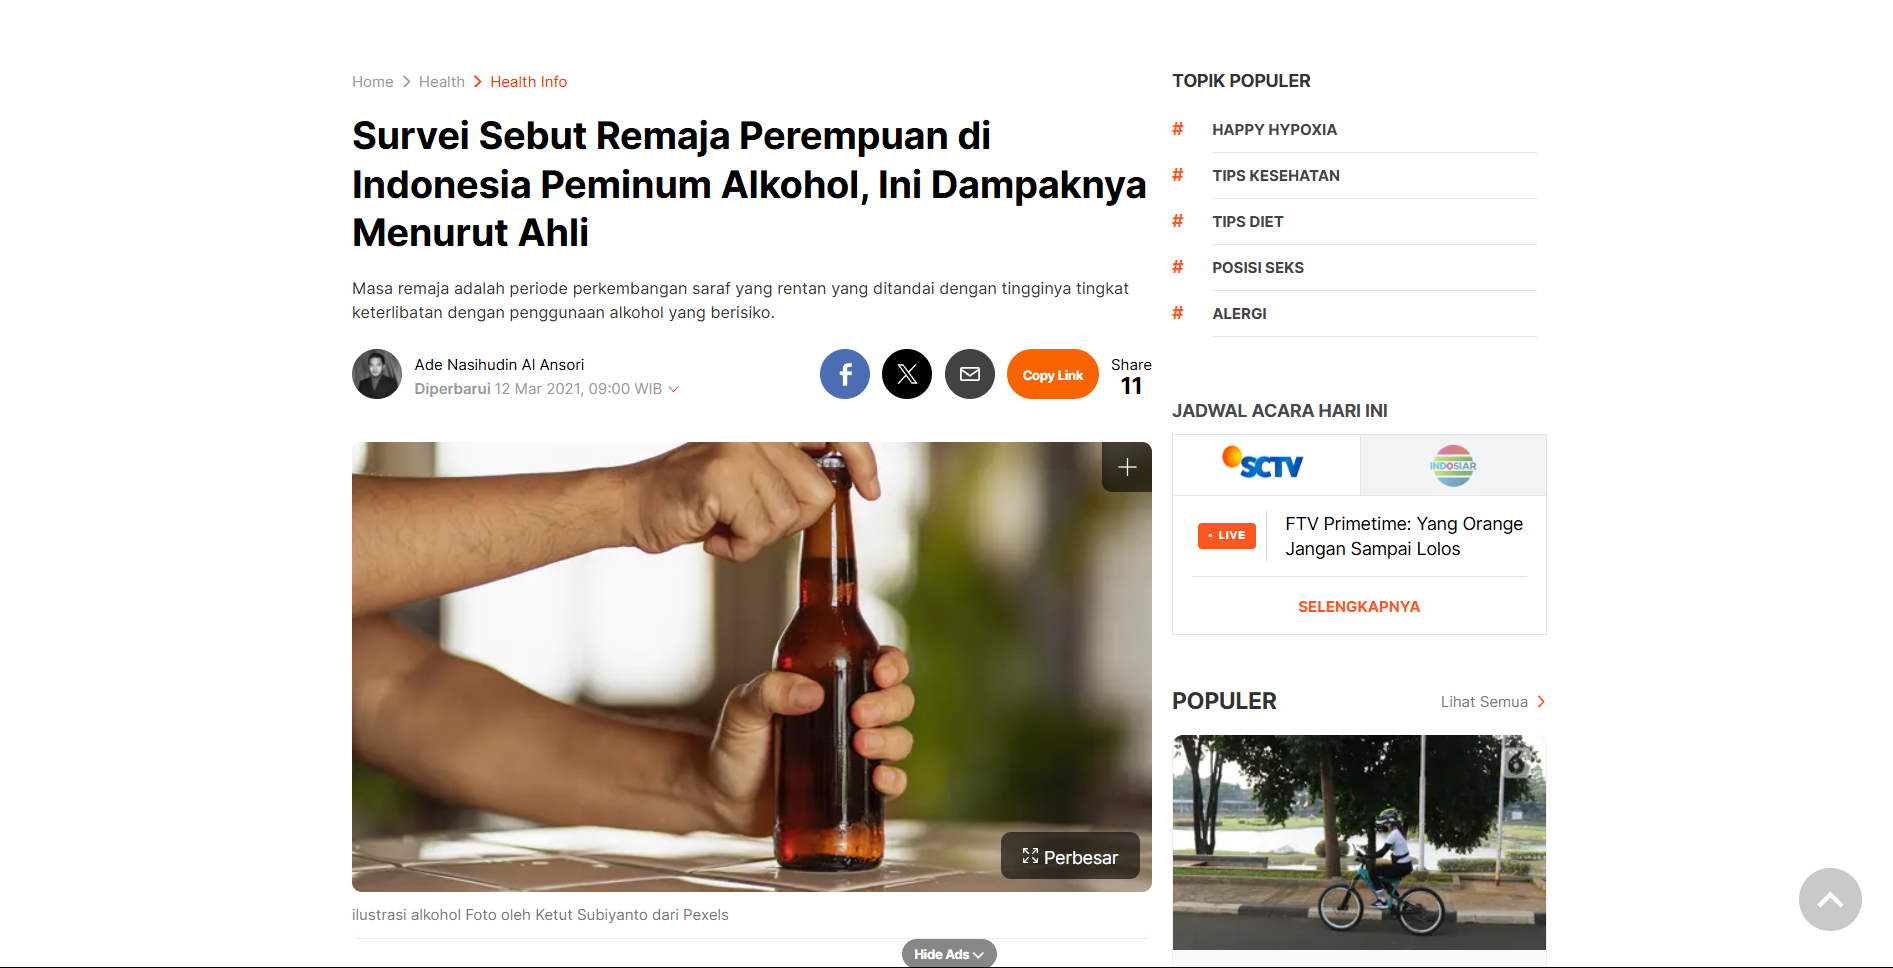 Home > Health > Health Info
Survei Sebut Remaja Perempuan di
Indonesia Peminum Alkohol, Ini Dampaknya
Menurut Ahli
Masa remaja adalah periode perkembangan saraf yang rentan yang ditandai dengan tingginya tingkat
keterlibatan dengan penggunaan alkohol yang berisiko.
Ade Nasihudin Al Ansori
Diperbarui 12 Mar 2021, 09:00 WIB
Copy Link
Share
11
Perbesar
ilustrasi alkohol Foto oleh Ketut Subiyanto dari Pexels
Hide Ads
TOPIK POPULER
# HAPPY HYPOXIA
# TIPS KESEHATAN
# TIPS DIET
# POSISI SEKS
# ALERGI
JADWAL ACARA HARI INI
SCTV
INDOSIAR
• LIVE
FTV Primetime: Yang Orange
Jangan Sampai Lolos
SELENGKAPNYA
POPULER
Lihat Semua >
6